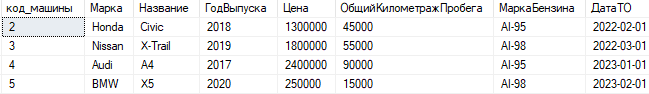 код_машины Марка Название ГодВыпуска Цена ОбщийКилометражПробега МаркаБензина ДатаТО
2 Honda Civic 2018 1300000 45000 AI-95 2022-02-01
3 Nissan X-Trail 2019 1800000 55000 AI-98 2022-03-01
4 Audi A4 2017 2400000 90000 AI-95 2023-01-01
5 BMW X5 2020 250000 15000 AI-98 2023-02-01